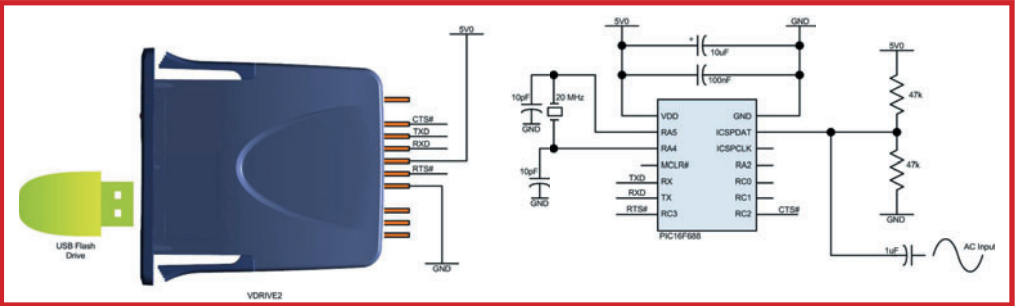 5V0
CTS#
TXD
RXD
RTS#
GND
USB Flash
Drive
VDRIVE2
5V0
GND
+
10uF
100nF
10pF
20 MHz
GND
10pF
GND
VDD
GND
RA5
ICSPDAT
RA4
ICSPCLK
MCLR#
RA2
TXD
RX
RC0
RXD
TX
RC1
RTS#
RC3
RC2
CTS#
PIC16F688
5V0
47k
47k
GND
1uF
AC Input